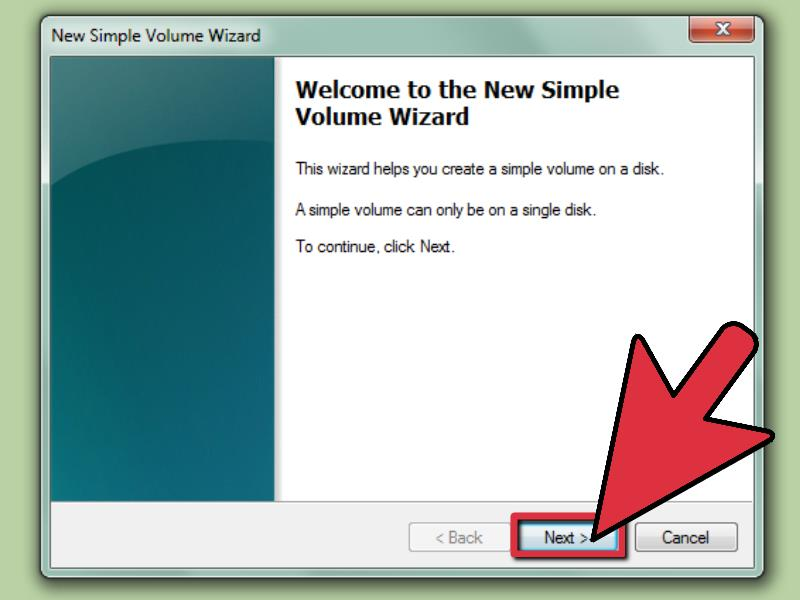 New Simple Volume Wizard
Welcome to the New Simple
Volume Wizard
This wizard helps you create a simple volume on a disk.
A simple volume can only be on a single disk.
To continue, click Next.
< Back
Next >
Cancel